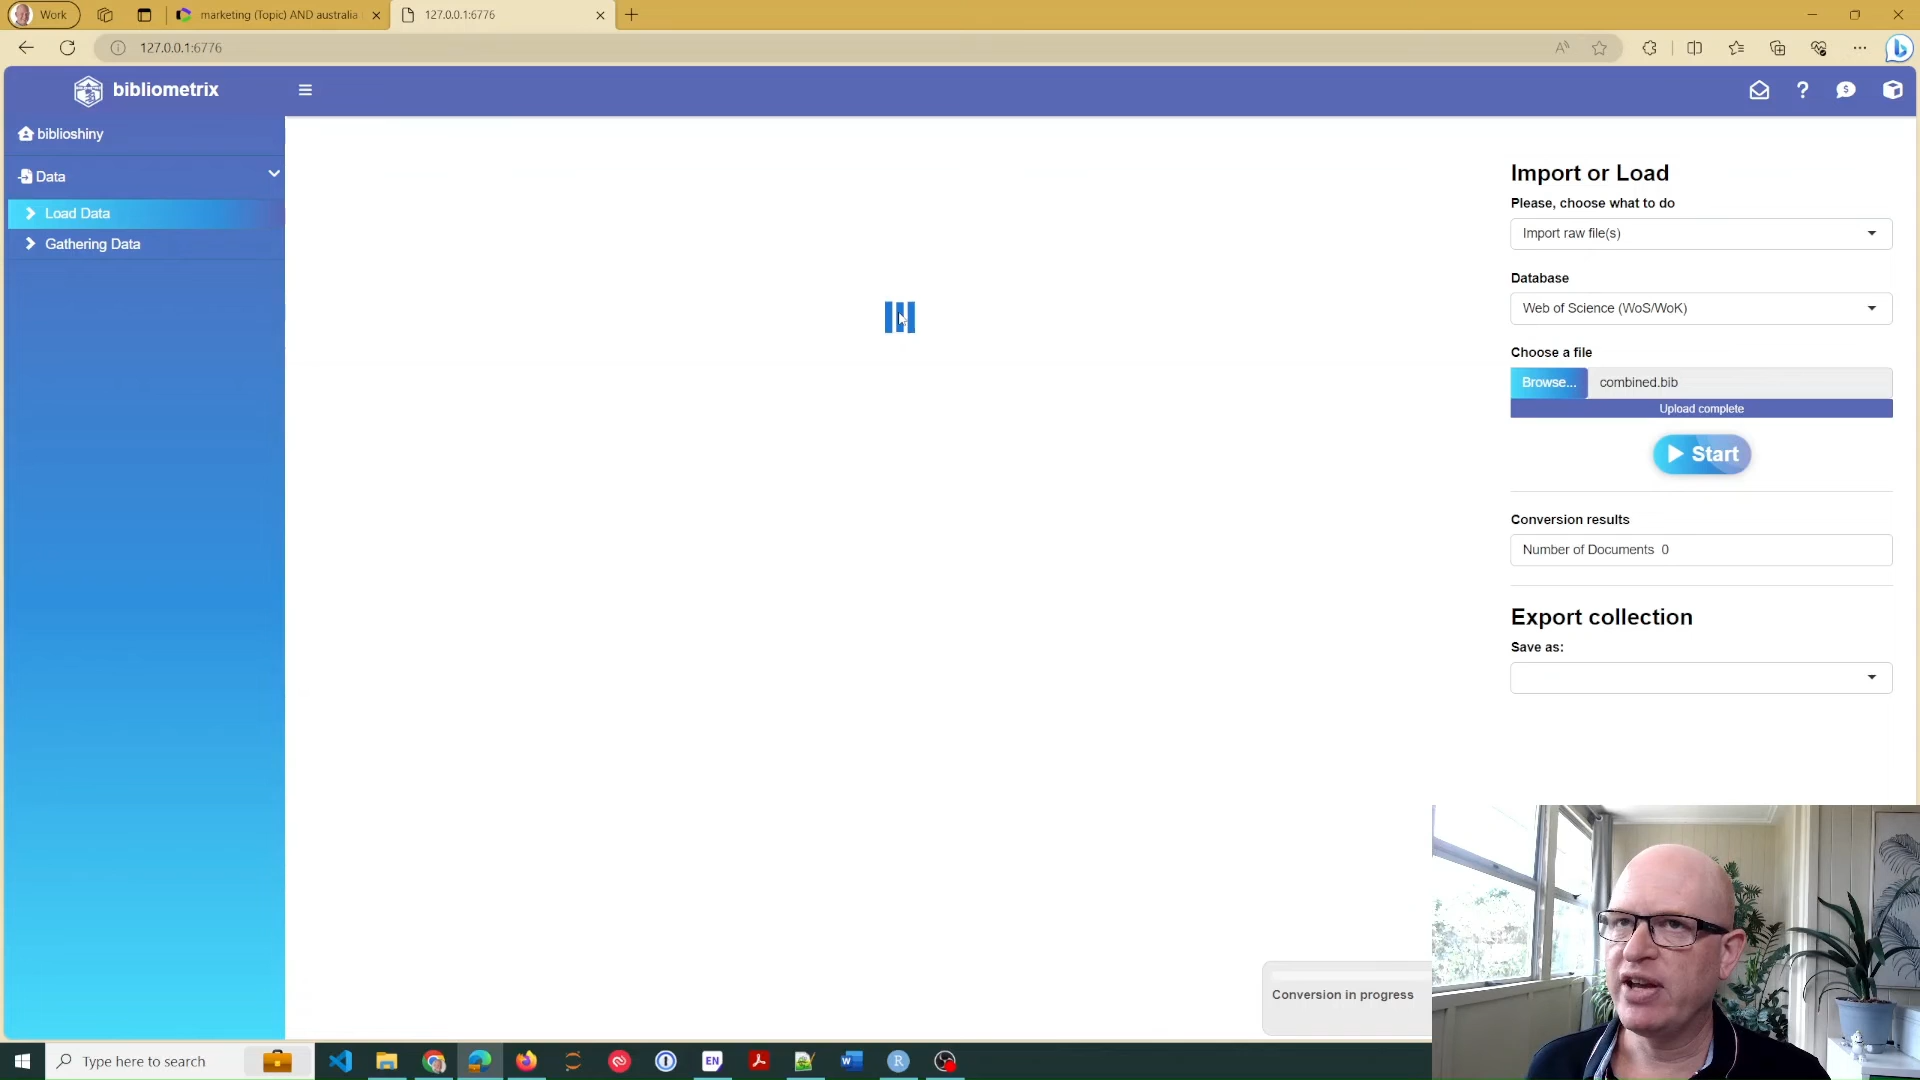 Work
marketing (Topic) AND australia
127.0.0.1:6776
127.0.0.1:6776
bibliometrix
biblioshiny
Data
Load Data
Gathering Data
Import or Load
Please, choose what to do
Import raw file(s)
Database
Web of Science (WoS/WoK)
Choose a file
Browse... combined.bib
Upload complete
Start
Conversion results
Number of Documents 0
Export collection
Save as:
Conversion in progress
Type here to search
EN
R